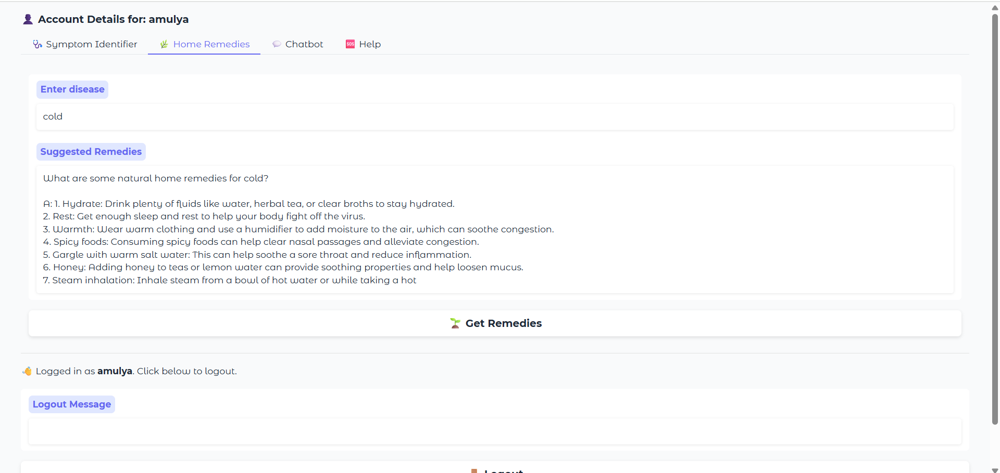 Account Details for: amulya
Symptom Identifier
Home Remedies
Chatbot
SOS Help
Enter disease
cold
Suggested Remedies
What are some natural home remedies for cold?
A: 1. Hydrate: Drink plenty of fluids like water, herbal tea, or clear broths to stay hydrated.
2. Rest: Get enough sleep and rest to help your body fight off the virus.
3. Warmth: Wear warm clothing and use a humidifier to add moisture to the air, which can soothe congestion.
4. Spicy foods: Consuming spicy foods can help clear nasal passages and alleviate congestion.
5. Gargle with warm salt water: This can help soothe a sore throat and reduce inflammation.
6. Honey: Adding honey to teas or lemon water can provide soothing properties and help loosen mucus.
7. Steam inhalation: Inhale steam from a bowl of hot water or while taking a hot
Get Remedies
Logged in as amulya. Click below to logout.
Logout Message
Logout